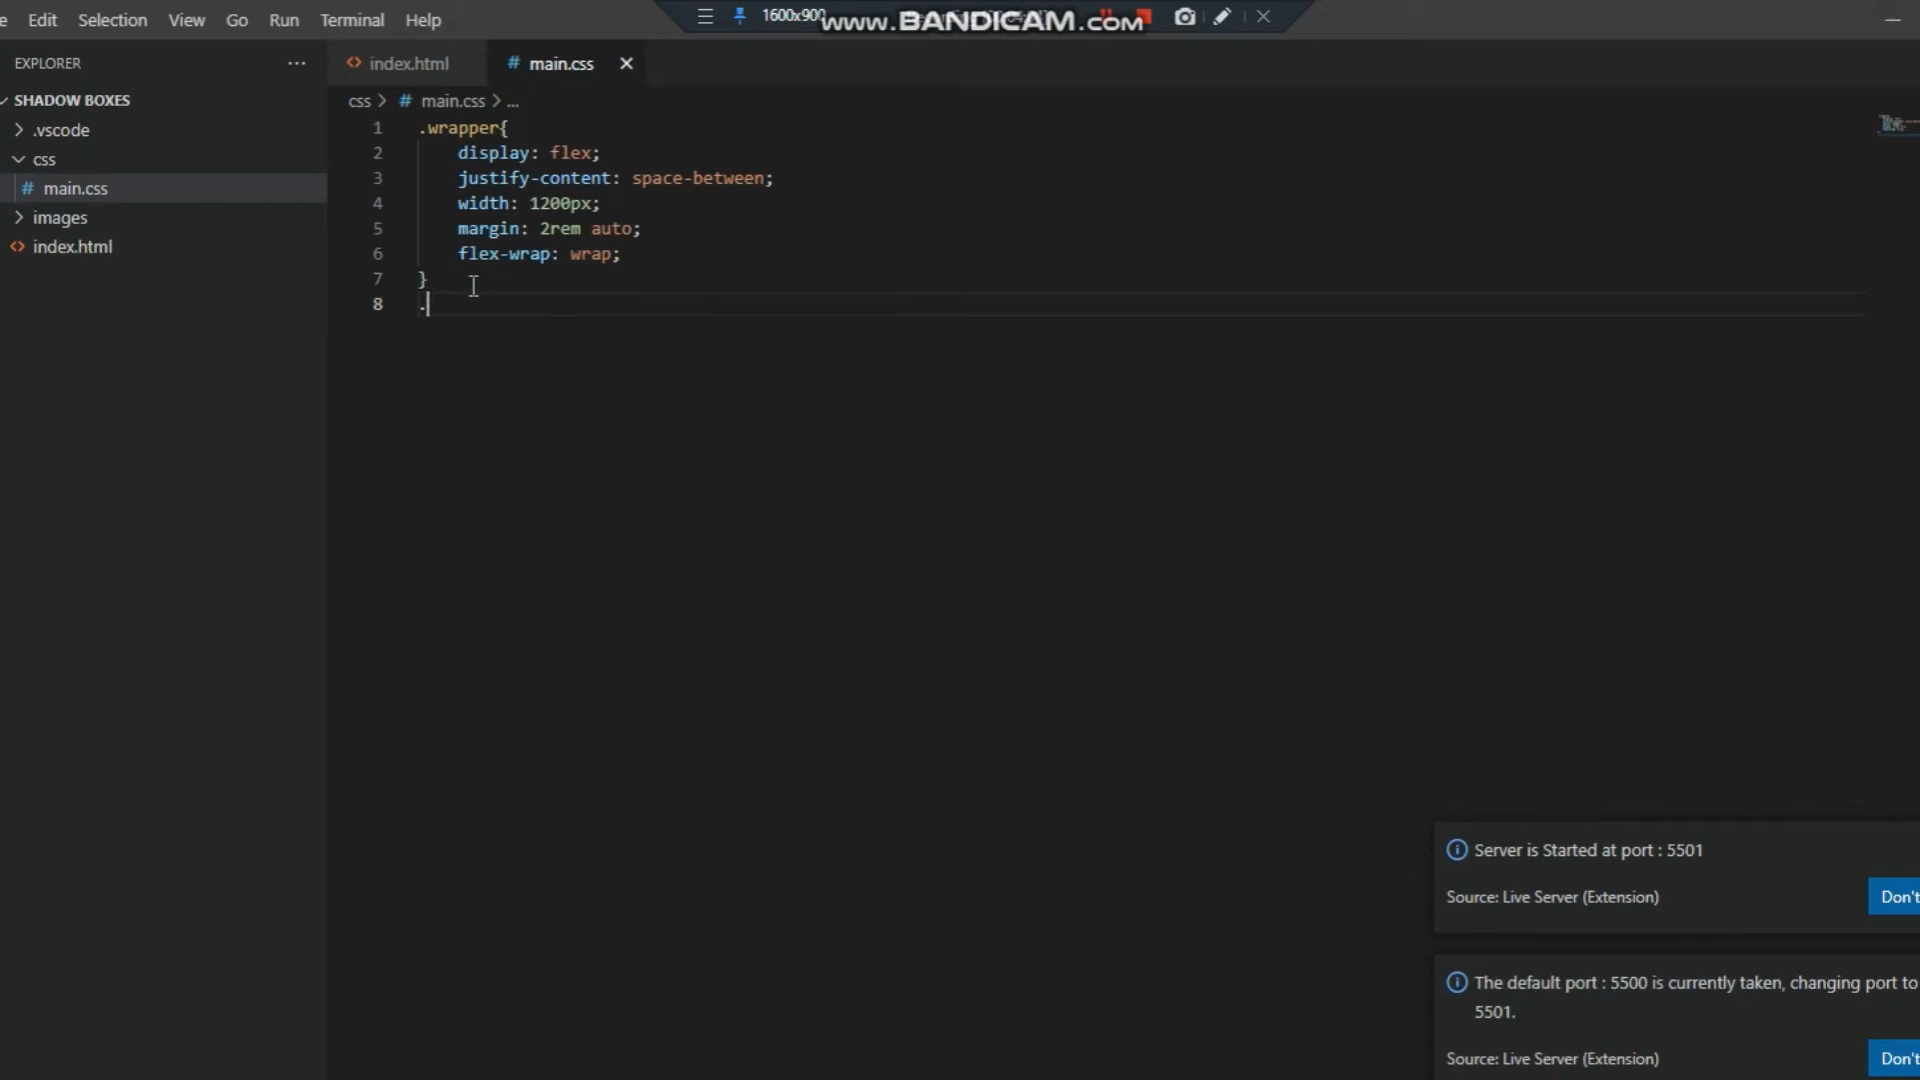 Edit Selection View Go Run Terminal Help
1600x900
www.BANDICAM.com
EXPLORER
index.html
main.css
SHADOW BOXES
css > # main.css > ...
.vscode
css
main.css
images
index.html
1 .wrapper{
2 display: flex;
3 justify-content: space-between;
4 width: 1200px;
5 margin: 2rem auto;
6 flex-wrap: wrap;
7 }
8 .
Server is Started at port : 5501
Source: Live Server (Extension)
Don't
The default port : 5500 is currently taken, changing port to
5501.
Source: Live Server (Extension)
Don't